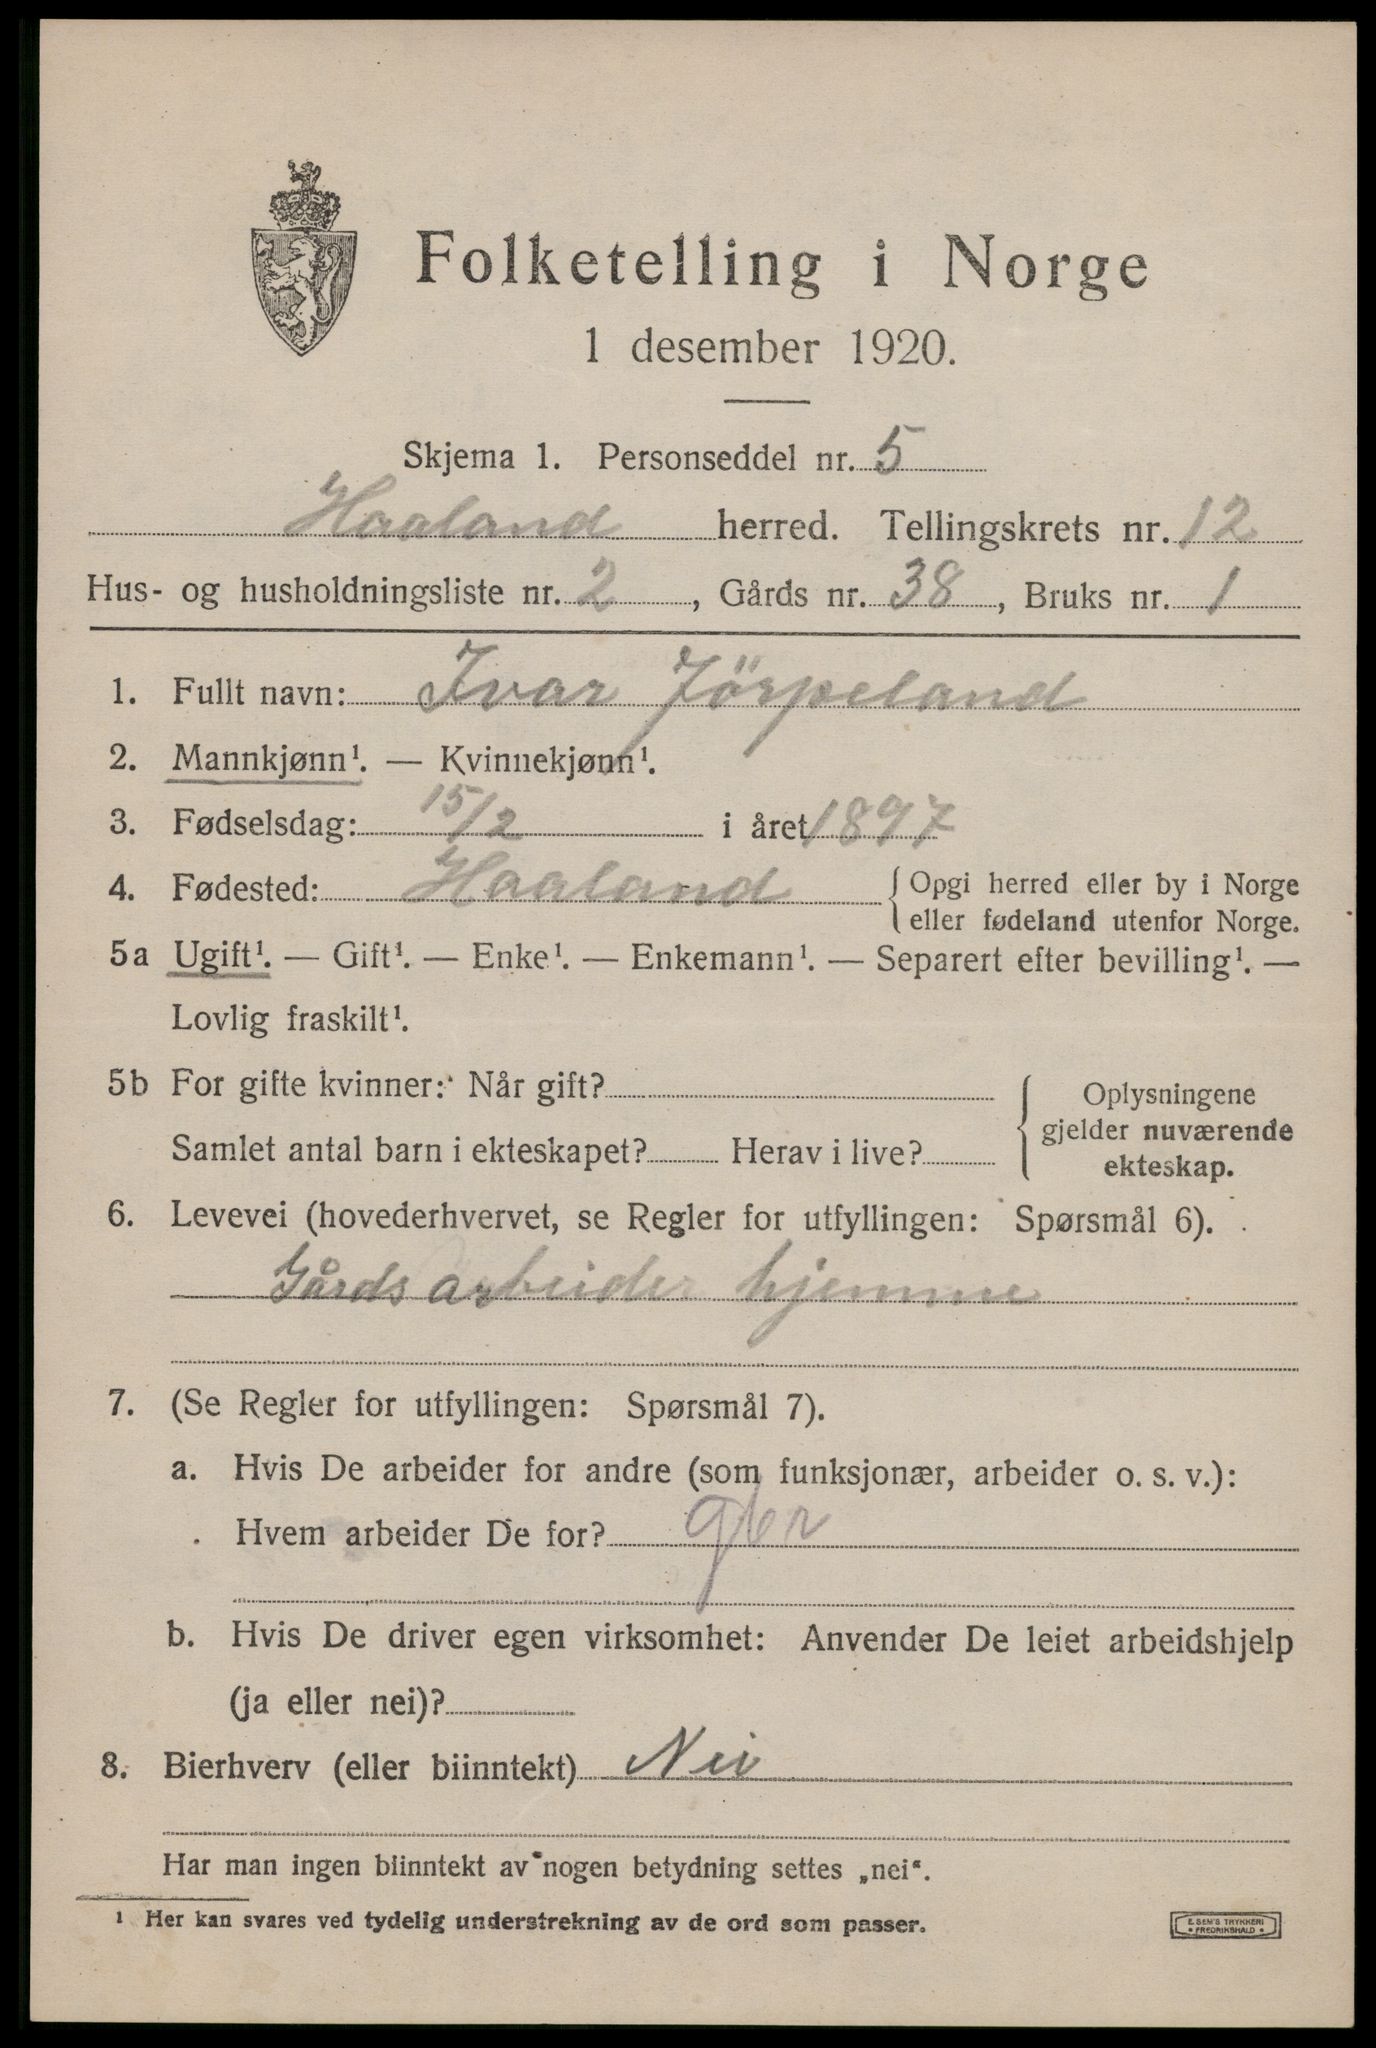 Folketelling i Norge
1 desember 1920.
Skjema 1. Personseddel nr. 5
Haaland herred. Tellingskrets nr. 12
Hus- og husholdningsliste nr. 2, Gårds nr. 38, Bruks nr. 1
1. Fullt navn: Ivar Jörpeland
2. Mannkjønn¹. — Kvinnekjønn¹.
3. Fødselsdag: 15/2 i året 1897
4. Fødested: Haaland { Opgi herred eller by i Norge
eller fødeland utenfor Norge.
5a Ugift¹. — Gift¹. — Enke¹. — Enkemann¹. — Separert efter bevilling¹. —
Lovlig fraskilt¹.
5b For gifte kvinner: Når gift?
Samlet antal barn i ekteskapet? Herav i live?
Oplysningene
gjelder nuværende
ekteskap.
6. Levevei (hovederhvervet, se Regler for utfyllingen: Spørsmål 6).
Gårds arbeider hjemme
7. (Se Regler for utfyllingen: Spørsmål 7).
a. Hvis De arbeider for andre (som funksjonær, arbeider o. s. v.):
Hvem arbeider De for?
b. Hvis De driver egen virksomhet: Anvender De leiet arbeidshjelp
(ja eller nei)?
8. Bierhverv (eller biinntekt) Nei
Har man ingen biinntekt av nogen betydning settes „nei“.
¹ Her kan svares ved tydelig understrekning av de ord som passer.
E. SEM'S TRYKKERI
• FREDRIKSHALD •